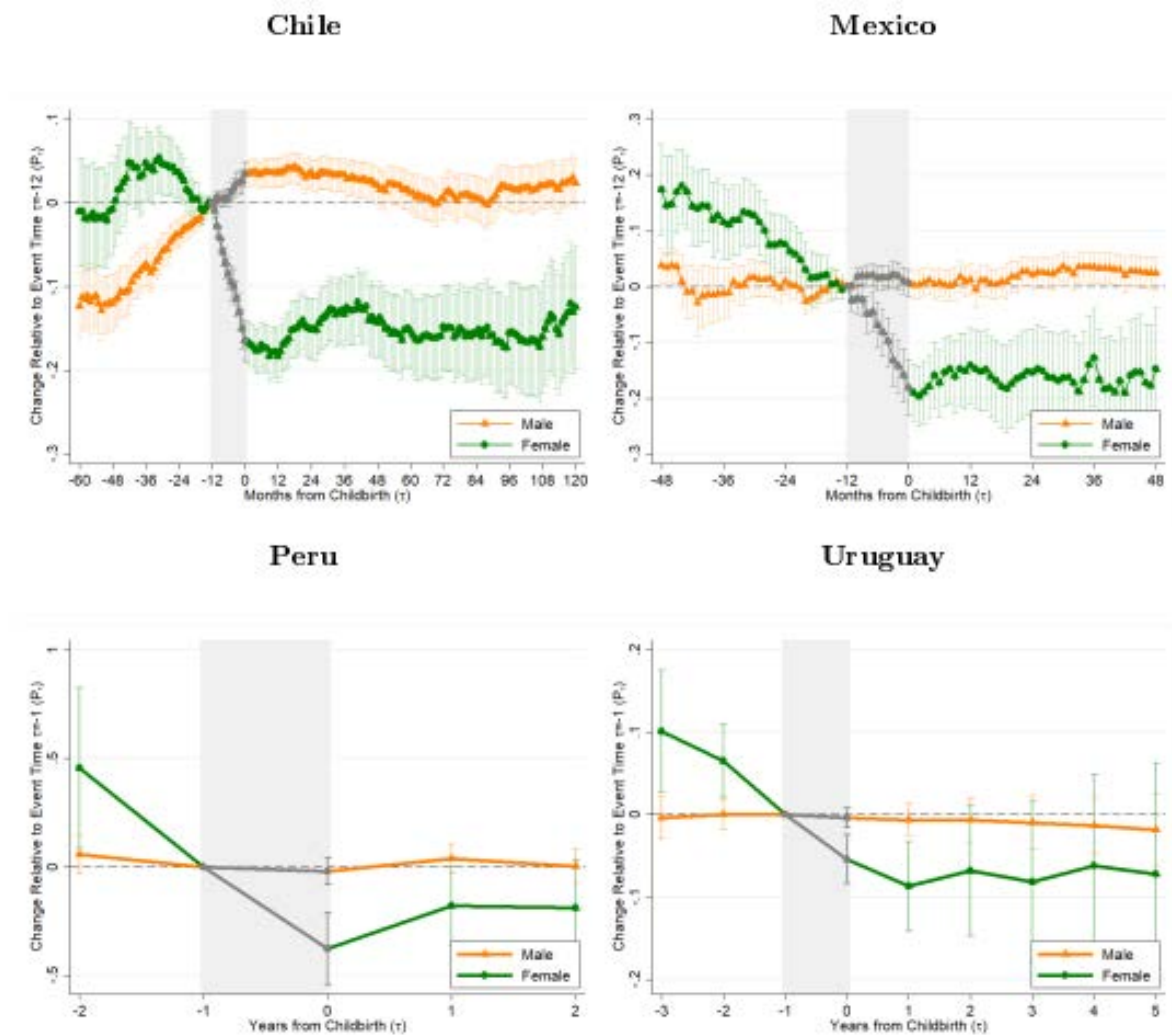 Chile
Mexico
Change Relative to Event Time τ=-12 (Pτ)
.1
0
-.1
-.2
-.3
-60 -48 -36 -24 -12 0 12 24 36 48 60 72 84 96 108 120
Months from Childbirth (τ)
Male
Female
Change Relative to Event Time τ=-12 (Pτ)
.3
.2
.1
0
-.1
-.2
-.3
-48 -36 -24 -12 0 12 24 36 48
Months from Childbirth (τ)
Male
Female
Peru
Uruguay
Change Relative to Event Time τ=-1 (Pτ)
1
.5
0
-.5
-2 -1 0 1 2
Years from Childbirth (τ)
Male
Female
Change Relative to Event Time τ=-1 (Pτ)
.2
.1
0
-.1
-.2
-3 -2 -1 0 1 2 3 4 5
Years from Childbirth (τ)
Male
Female